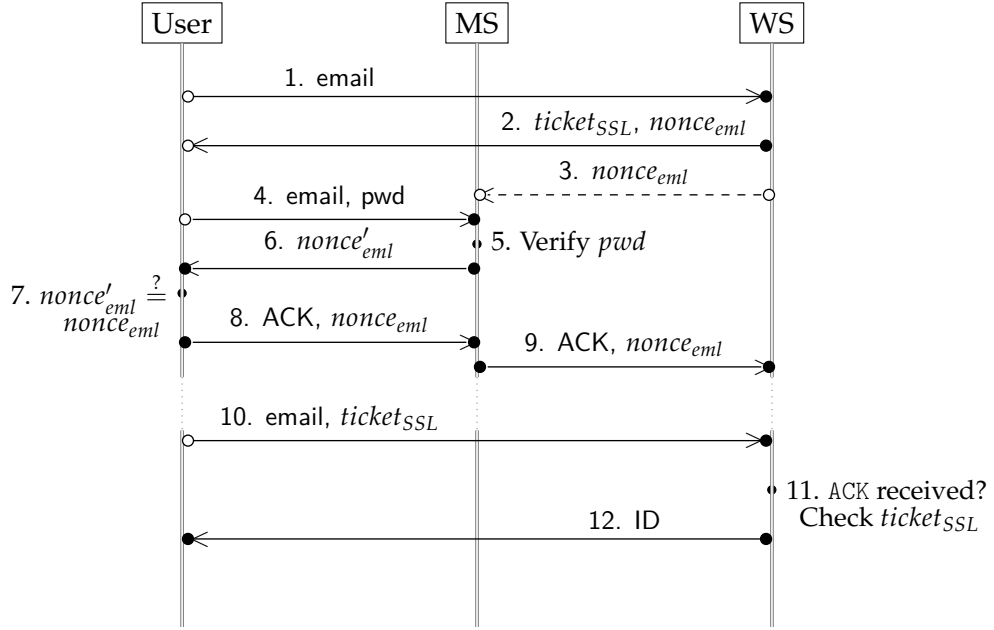 User MS WS
1. email
2. ticket_SSL, nonce_eml
3. nonce_eml
4. email, pwd
5. Verify pwd
6. nonce′_eml
7. nonce′_eml ≟
nonce_eml
8. ACK, nonce_eml
9. ACK, nonce_eml
10. email, ticket_SSL
11. ACK received?
Check ticket_SSL
12. ID